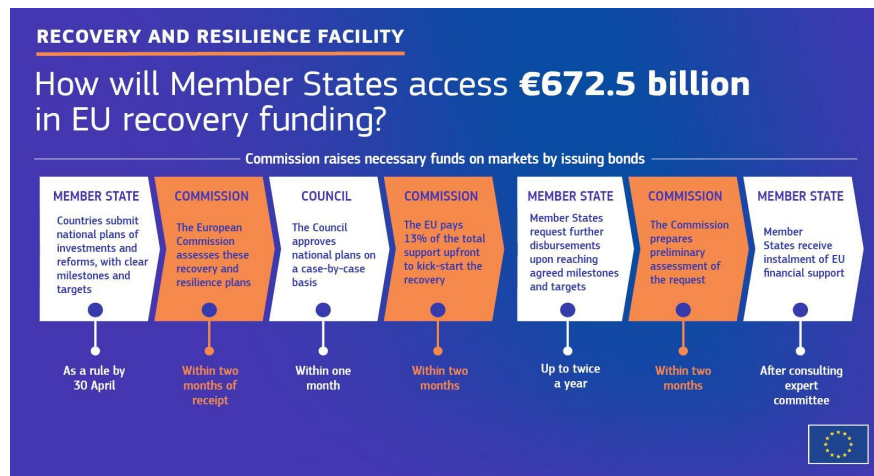 RECOVERY AND RESILIENCE FACILITY
How will Member States access €672.5 billion
in EU recovery funding?
Commission raises necessary funds on markets by issuing bonds
MEMBER STATE
Countries submit
national plans of
investments and
reforms, with clear
milestones and
targets
As a rule by
30 April
COMMISSION
The European
Commission
assesses these
recovery and
resilience plans
Within two
months of
receipt
COUNCIL
The Council
approves
national plans on
a case-by-case
basis
Within one
month
COMMISSION
The EU pays
13% of the total
support upfront
to kick-start the
recovery
Within two
months
MEMBER STATE
Member States
request further
disbursements
upon reaching
agreed milestones
and targets
Up to twice
a year
COMMISSION
The Commission
prepares
preliminary
assessment of
the request
Within two
months
MEMBER STATE
Member
States receive
instalment of EU
financial support
After consulting
expert
committee